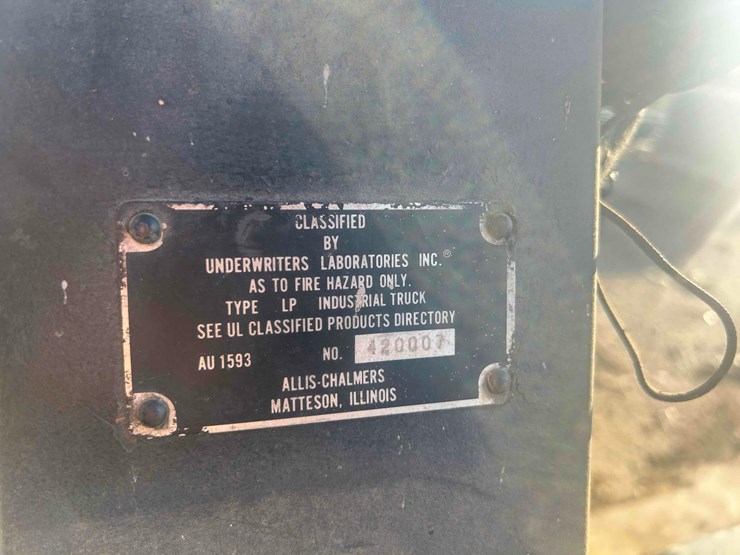 CLASSIFIED
BY
UNDERWRITERS LABORATORIES INC.®
AS TO FIRE HAZARD ONLY.
TYPE LP INDUSTRIAL TRUCK
SEE UL CLASSIFIED PRODUCTS DIRECTORY
AU 1593 NO. 420007
ALLIS-CHALMERS
MATTESON, ILLINOIS